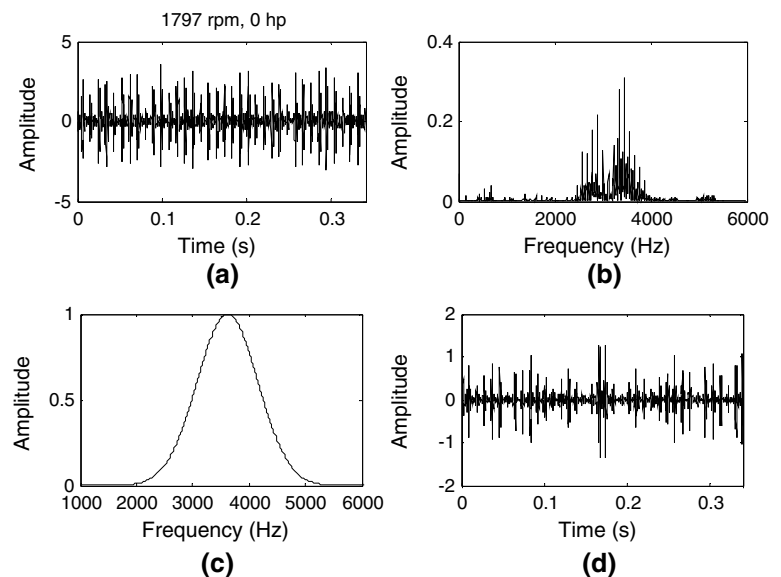 1797 rpm, 0 hp
5
0
-5
Amplitude
0 0.1 0.2 0.3
Time (s)
(a)
0.4
0.2
0
Amplitude
0 2000 4000 6000
Frequency (Hz)
(b)
1
0.5
0
Amplitude
1000 2000 3000 4000 5000 6000
Frequency (Hz)
(c)
2
1
0
-1
-2
Amplitude
0 0.1 0.2 0.3
Time (s)
(d)